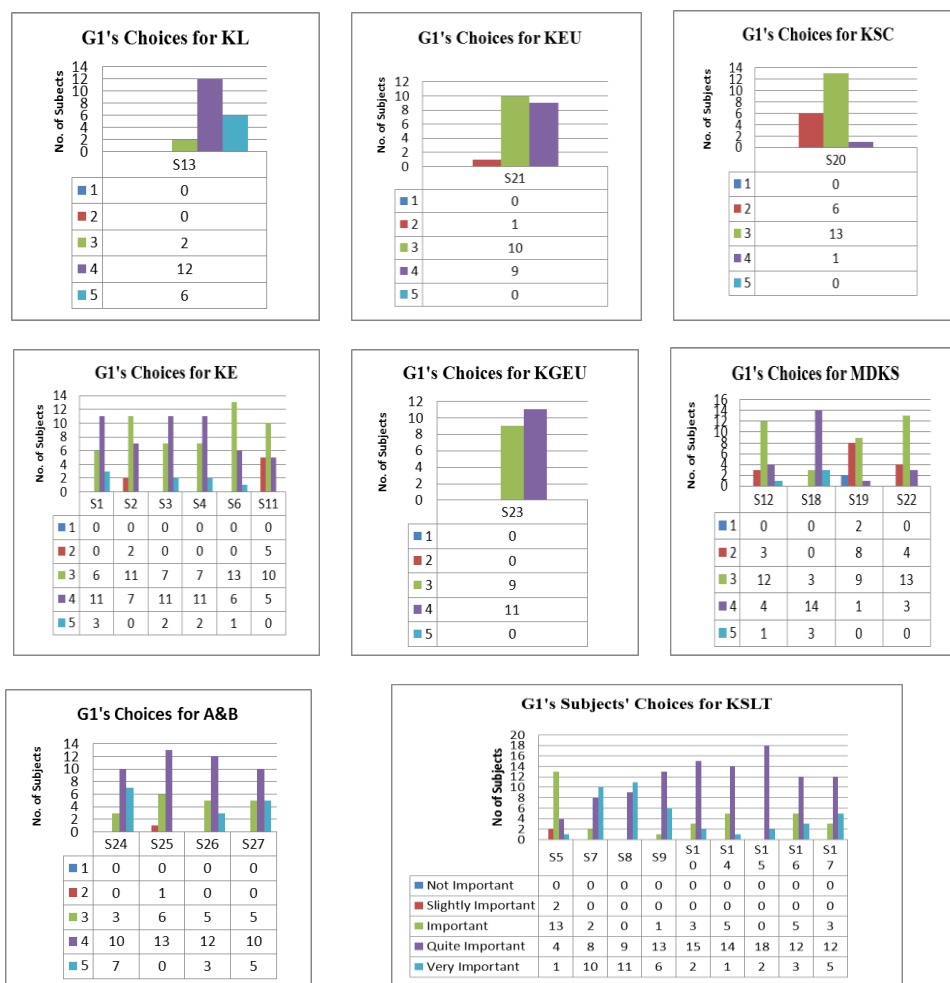 G1's Choices for KL
No. of Subjects
14
12
10
8
6
4
2
0
S13
1 0
2 0
3 2
4 12
5 6
G1's Choices for KEU
No. of Subjects
12
10
8
6
4
2
0
S21
1 0
2 1
3 10
4 9
5 0
G1's Choices for KSC
No. of Subjects
14
12
10
8
6
4
2
0
S20
1 0
2 6
3 13
4 1
5 0
G1's Choices for KE
No. of Subjects
14
12
10
8
6
4
2
0
S1 S2 S3 S4 S6 S11
1 0 0 0 0 0 0
2 0 2 0 0 0 5
3 6 11 7 7 13 10
4 11 7 11 11 6 5
5 3 0 2 2 1 0
G1's Choices for KGEU
No. of Subjects
12
10
8
6
4
2
0
S23
1 0
2 0
3 9
4 11
5 0
G1's Choices for MDKS
No. of Subjects
16
14
12
10
8
6
4
2
0
S12 S18 S19 S22
1 0 0 2 0
2 3 0 8 4
3 12 3 9 13
4 4 14 1 3
5 1 3 0 0
G1's Choices for A&B
No. of Subjects
14
12
10
8
6
4
2
0
S24 S25 S26 S27
1 0 0 0 0
2 0 1 0 0
3 3 6 5 5
4 10 13 12 10
5 7 0 3 5
G1's Subjects' Choices for KSLT
No of Subjects
20
18
16
14
12
10
8
6
4
2
0
S5 S7 S8 S9 S10 S14 S15 S16 S17
Not Important 0 0 0 0 0 0 0 0 0
Slightly Important 2 0 0 0 0 0 0 0 0
Important 13 2 0 1 3 5 0 5 3
Quite Important 4 8 9 13 15 14 18 12 12
Very Important 1 10 11 6 2 1 2 3 5